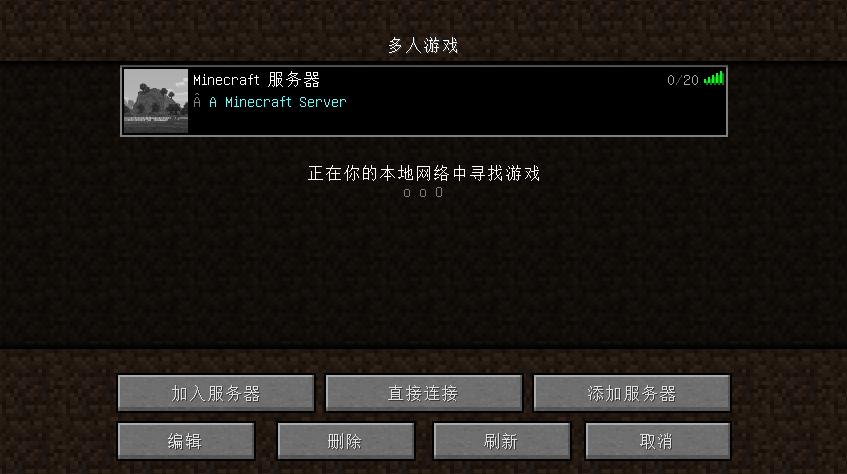 多人游戏
Minecraft 服务器 0/20
Â A Minecraft Server
正在你的本地网络中寻找游戏
o o O
加入服务器 直接连接 添加服务器
编辑 删除 刷新 取消